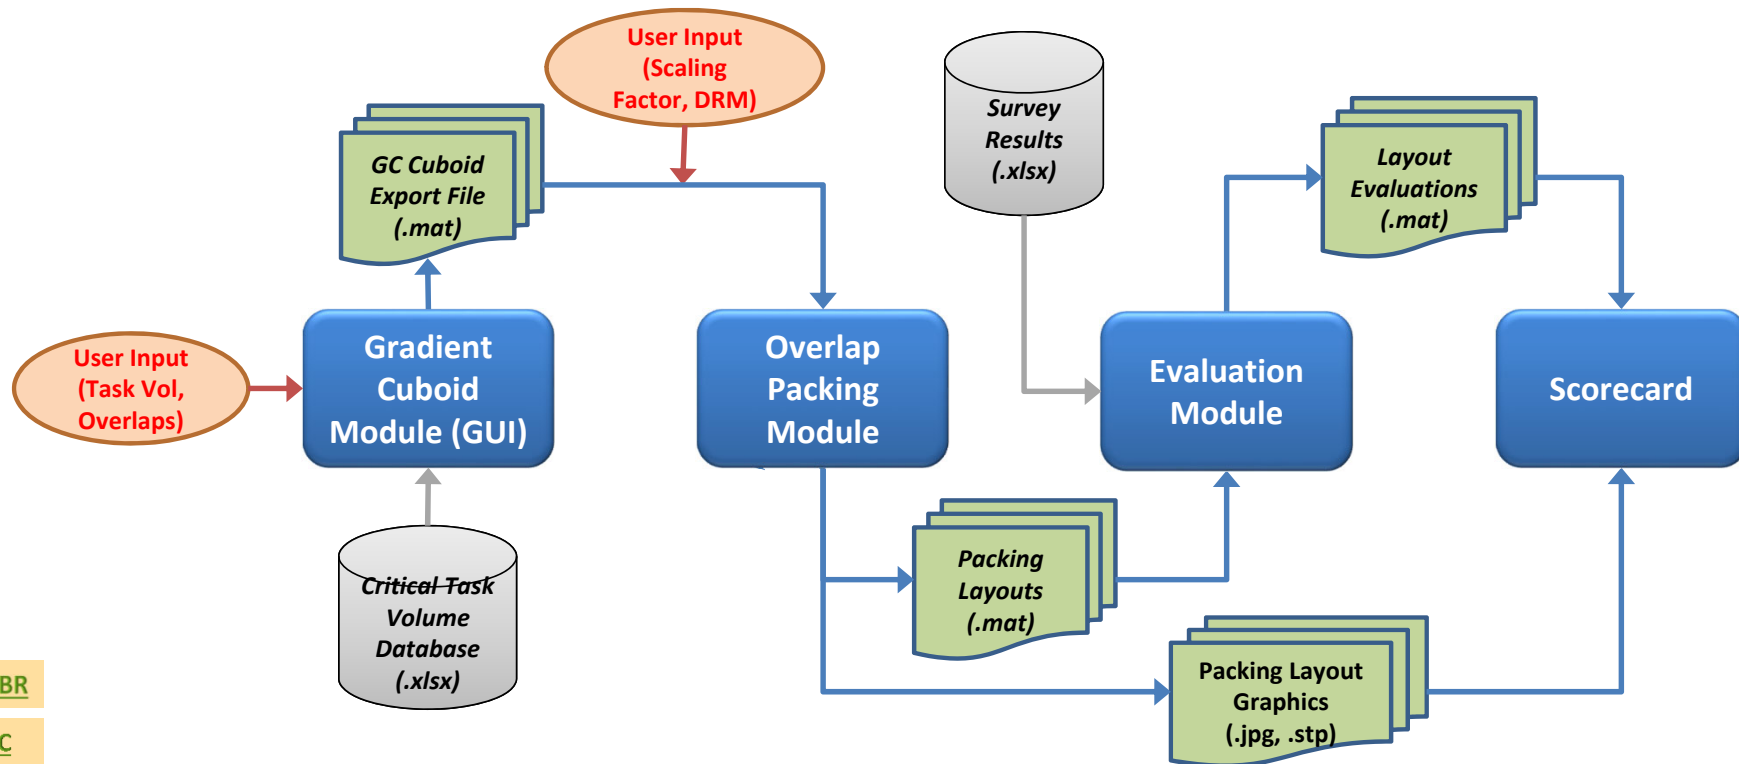 User Input
(Scaling
Factor, DRM)
Survey
Results
(.xlsx)
GC Cuboid
Export File
(.mat)
Layout
Evaluations
(.mat)
User Input
(Task Vol,
Overlaps)
Gradient
Cuboid
Module (GUI)
Overlap
Packing
Module
Evaluation
Module
Scorecard
Critical Task
Volume
Database
(.xlsx)
Packing
Layouts
(.mat)
Packing Layout
Graphics
(.jpg, .stp)
BR
C